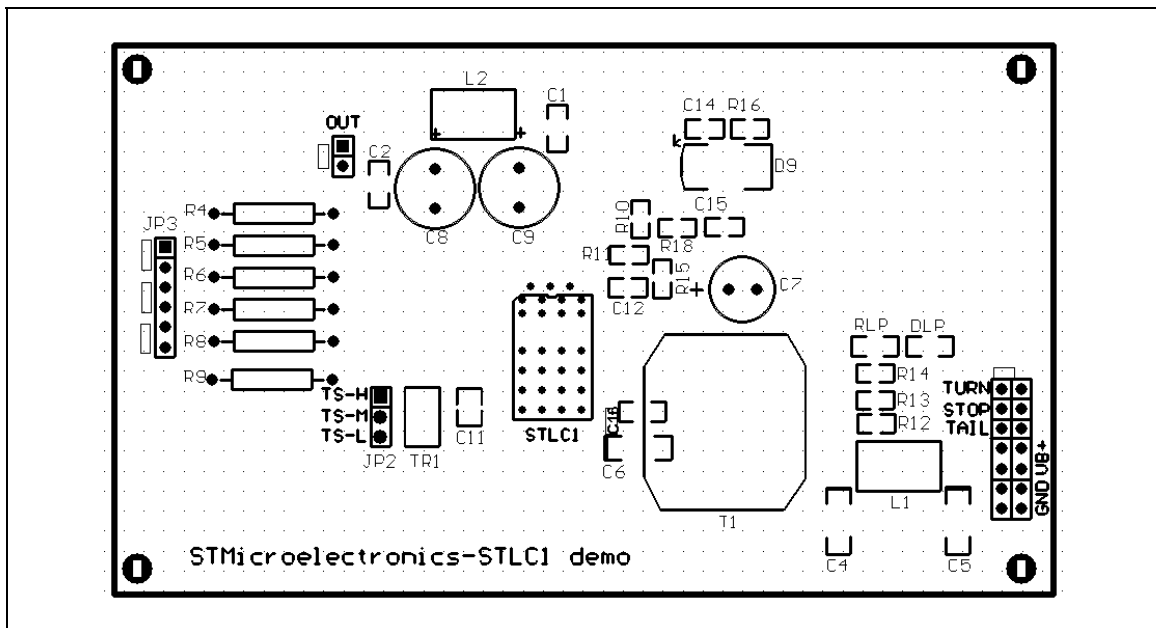 L2
C1
C14 R16
OUT
K
C2
D9
R4
R10
C15
JP3
R5
C8
C9
R18
R11
R6
R15
C7
C12
R7
RLP DLP
R8
R14
R9
TURN
TS-H
R13
STOP
TS-M
C16
R12
TAIL
TS-L
C11
STLC1
JP2 TR1
C6
VB+
L1
GND
T1
STMicroelectronics-STLC1 demo
C4
C5